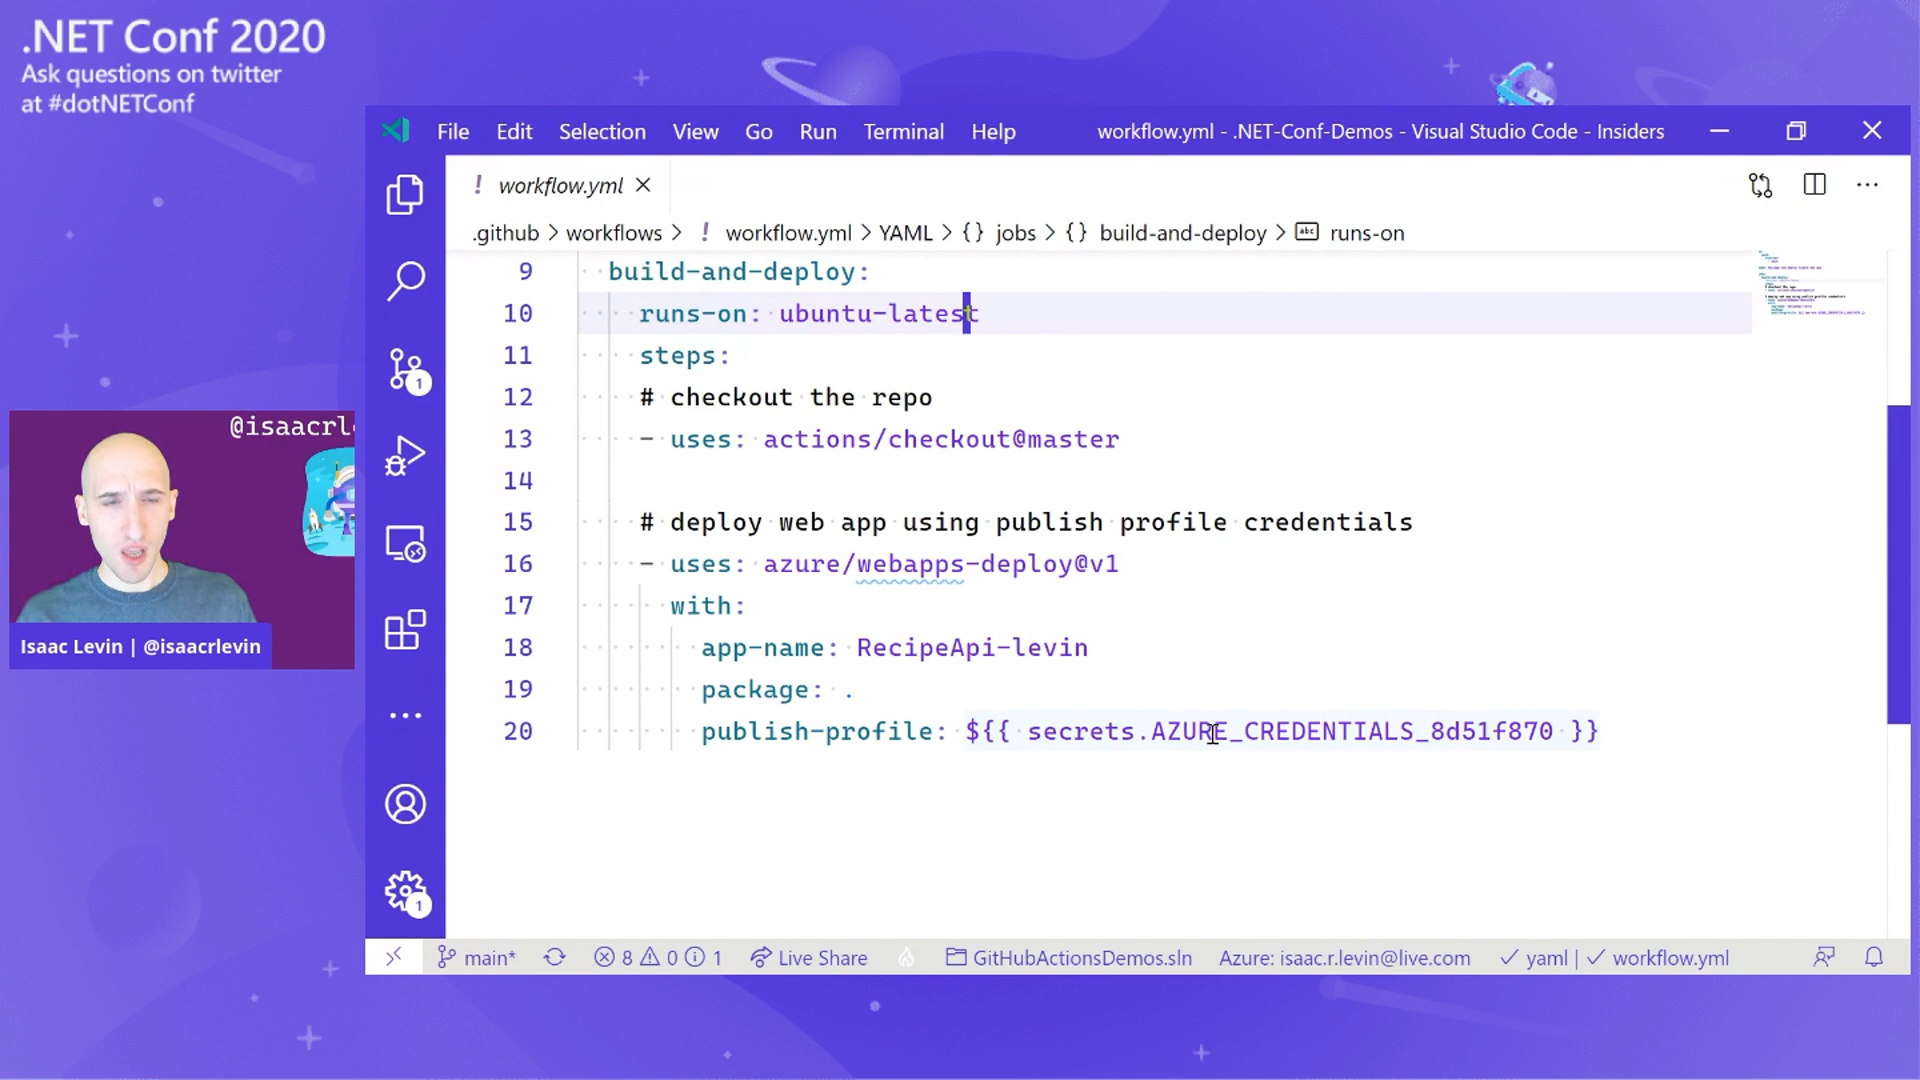 .NET Conf 2020
Ask questions on twitter
at #dotNETConf
File Edit Selection View Go Run Terminal Help workflow.yml - .NET-Conf-Demos - Visual Studio Code - Insiders
! workflow.yml
.github > workflows > ! workflow.yml > YAML > {} jobs > {} build-and-deploy > abc runs-on
9 build-and-deploy:
10 runs-on: ubuntu-latest
11 steps:
12 # checkout the repo
13 - uses: actions/checkout@master
14
15 # deploy web app using publish profile credentials
16 - uses: azure/webapps-deploy@v1
17 with:
18 app-name: RecipeApi-levin
19 package: .
20 publish-profile: ${{ secrets.AZURE_CREDENTIALS_8d51f870 }}
1
1
@isaacrl
Isaac Levin | @isaacrlevin
main* 8 0 1 Live Share GitHubActionsDemos.sln Azure: isaac.r.levin@live.com yaml | workflow.yml